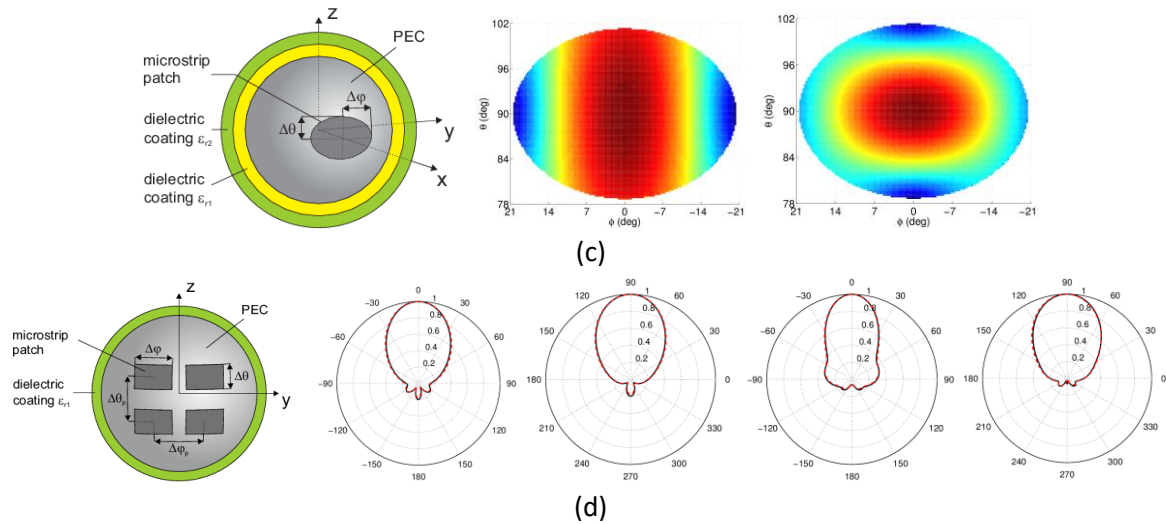 z
PEC
microstrip
patch
Δφ
Δθ
dielectric
coating εr2
y
dielectric
coating εr1
x
102
96
90
84
78
θ (deg)
21 14 7 0 −7 −14 −21
ϕ (deg)
102
96
90
84
78
θ (deg)
21 14 7 0 −7 −14 −21
ϕ (deg)
(c)
z
PEC
microstrip
patch
Δφ
Δθ
dielectric
coating εr1
Δθp
y
Δφp
0
−30 1 30
0.8
−60 0.6 60
0.4
0.2
−90 90
−120 120
−150 150
180
90
120 1 60
0.8
150 0.6 30
0.4
0.2
180 0
210 330
240 300
270
0
−30 1 30
0.8
−60 0.6 60
0.4
0.2
−90 90
−120 120
−150 150
180
90
120 1 60
0.8
150 0.6 30
0.4
0.2
180 0
210 330
240 300
270
(d)